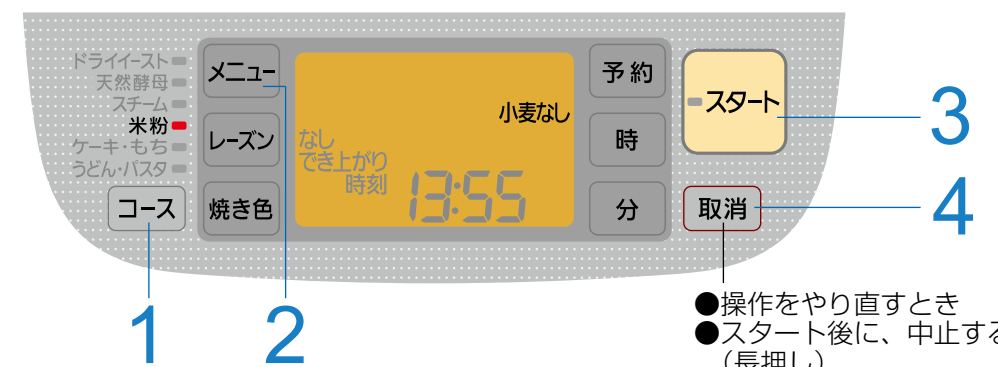 ドライイースト
天然酵母
スチーム
米粉
ケーキ・もち
うどん・パスタ
コース
メニュー
レーズン
焼き色
小麦なし
なし
でき上がり
時刻
13:55
予約
時
分
スタート
取消
1
2
3
4
●操作をやり直すとき
●スタート後に、中止する
(長押し)